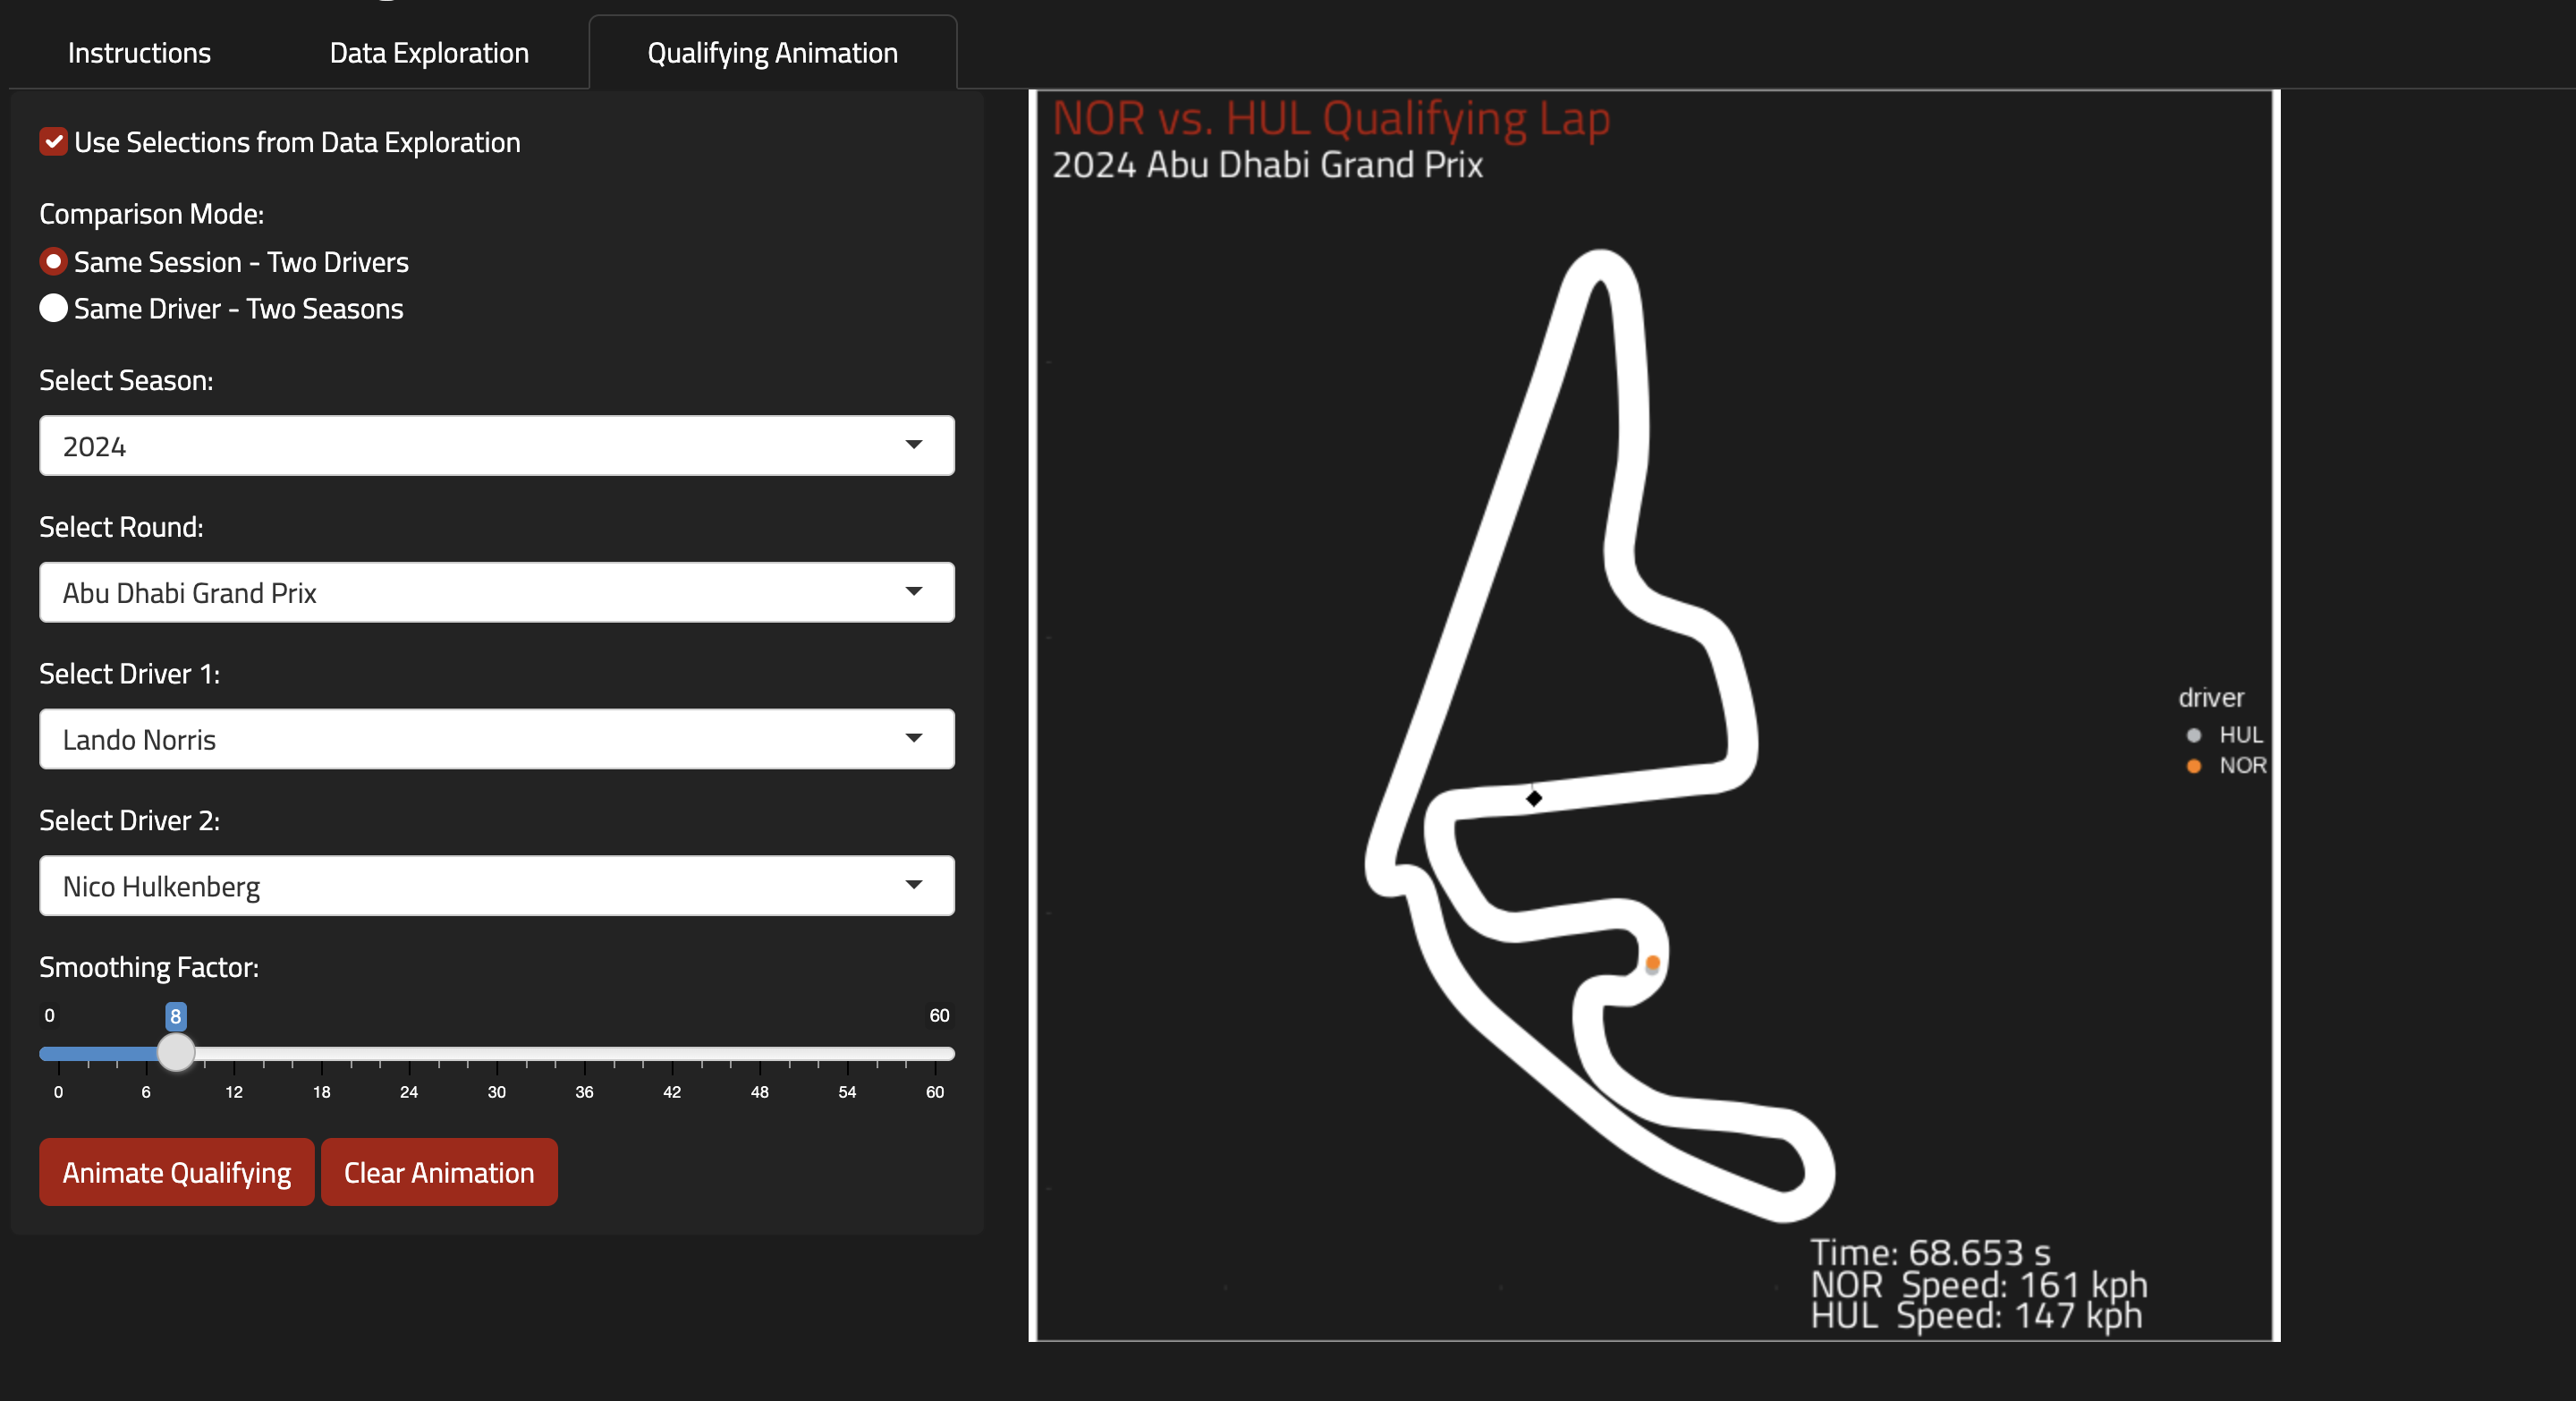 Instructions
Data Exploration
Qualifying Animation
Use Selections from Data Exploration
Comparison Mode:
Same Session - Two Drivers
Same Driver - Two Seasons
Select Season:
2024
Select Round:
Abu Dhabi Grand Prix
Select Driver 1:
Lando Norris
Select Driver 2:
Nico Hulkenberg
Smoothing Factor:
0 8 60
0 6 12 18 24 30 36 42 48 54 60
Animate Qualifying
Clear Animation
NOR vs. HUL Qualifying Lap
2024 Abu Dhabi Grand Prix
driver
HUL
NOR
Time: 68.653 s
NOR Speed: 161 kph
HUL Speed: 147 kph